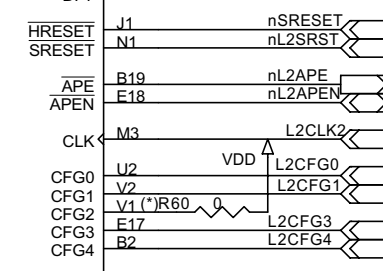 HRESET J1 nSRESET
SRESET N1 nL2SRST
APE B19 nL2APE
APEN E18 nL2APEN
CLK M3 L2CLK2
VDD
CFG0 U2 L2CFG0
CFG1 V2 L2CFG1
CFG2 V1 (*)R60 0
CFG3 E17 L2CFG3
CFG4 B2 L2CFG4